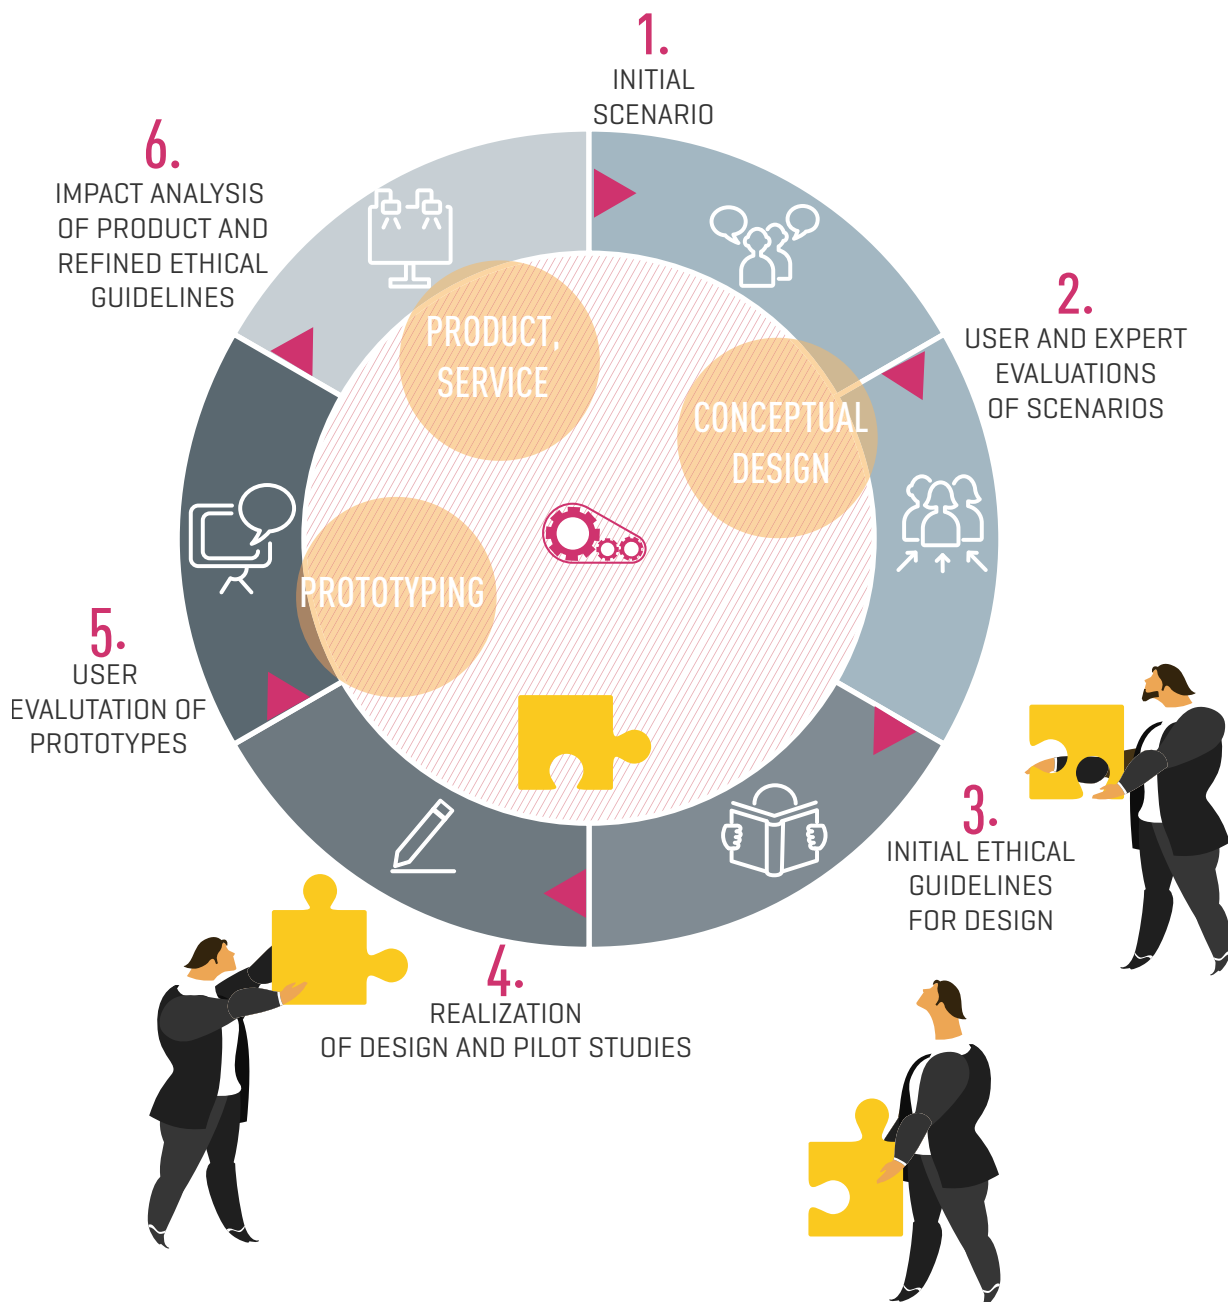 1.
INITIAL
SCENARIO
2.
USER AND EXPERT
EVALUATIONS
OF SCENARIOS
3.
INITIAL ETHICAL
GUIDELINES
FOR DESIGN
4.
REALIZATION
OF DESIGN AND PILOT STUDIES
5.
USER
EVALUTATION OF
PROTOTYPES
6.
IMPACT ANALYSIS
OF PRODUCT AND
REFINED ETHICAL
GUIDELINES
PRODUCT,
SERVICE
CONCEPTUAL
DESIGN
PROTOTYPING